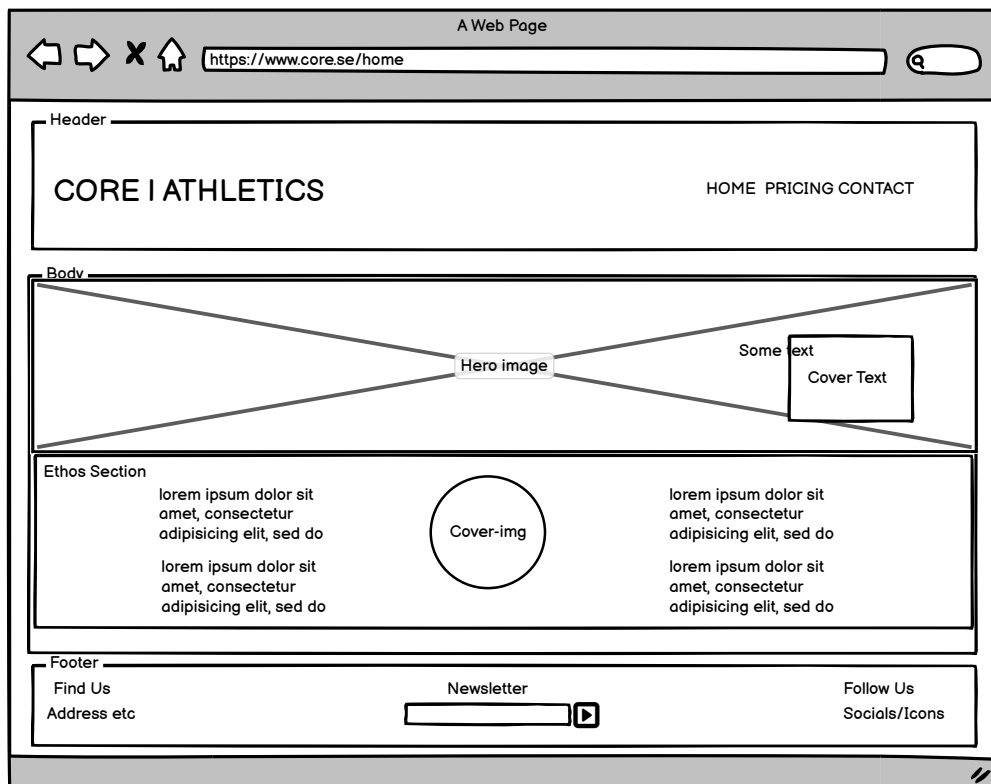 A Web Page
https://www.core.se/home
Header
CORE | ATHLETICS
HOME PRICING CONTACT
Body
Hero image
Some text
Cover Text
Ethos Section
lorem ipsum dolor sit
amet, consectetur
adipisicing elit, sed do
lorem ipsum dolor sit
amet, consectetur
adipisicing elit, sed do
Cover-img
lorem ipsum dolor sit
amet, consectetur
adipisicing elit, sed do
lorem ipsum dolor sit
amet, consectetur
adipisicing elit, sed do
Footer
Find Us
Address etc
Newsletter
Follow Us
Socials/Icons